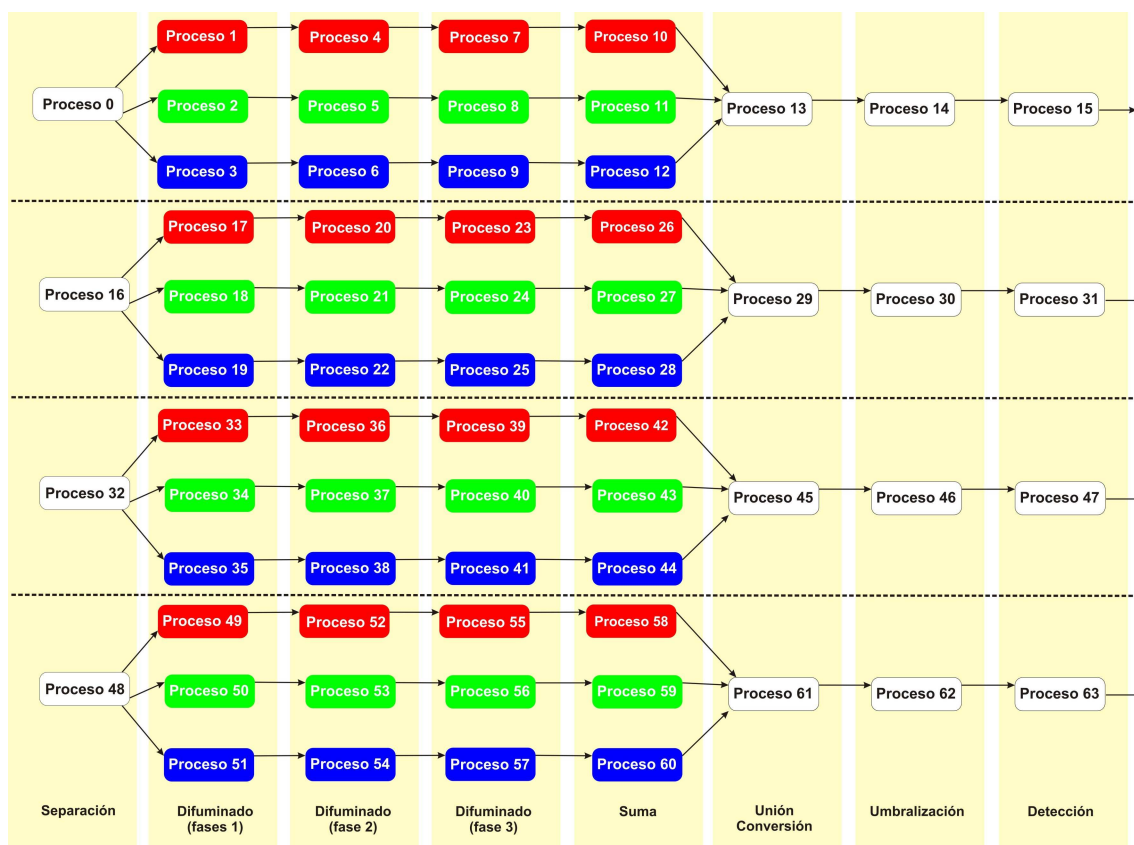 Proceso 1
Proceso 4
Proceso 7
Proceso 10
Proceso 0
Proceso 2
Proceso 5
Proceso 8
Proceso 11
Proceso 13
Proceso 14
Proceso 15
Proceso 3
Proceso 6
Proceso 9
Proceso 12
Proceso 17
Proceso 20
Proceso 23
Proceso 26
Proceso 16
Proceso 18
Proceso 21
Proceso 24
Proceso 27
Proceso 29
Proceso 30
Proceso 31
Proceso 19
Proceso 22
Proceso 25
Proceso 28
Proceso 33
Proceso 36
Proceso 39
Proceso 42
Proceso 32
Proceso 34
Proceso 37
Proceso 40
Proceso 43
Proceso 45
Proceso 46
Proceso 47
Proceso 35
Proceso 38
Proceso 41
Proceso 44
Proceso 49
Proceso 52
Proceso 55
Proceso 58
Proceso 48
Proceso 50
Proceso 53
Proceso 56
Proceso 59
Proceso 61
Proceso 62
Proceso 63
Proceso 51
Proceso 54
Proceso 57
Proceso 60
Separación
Difuminado
(fases 1)
Difuminado
(fase 2)
Difuminado
(fase 3)
Suma
Unión
Conversión
Umbralización
Detección